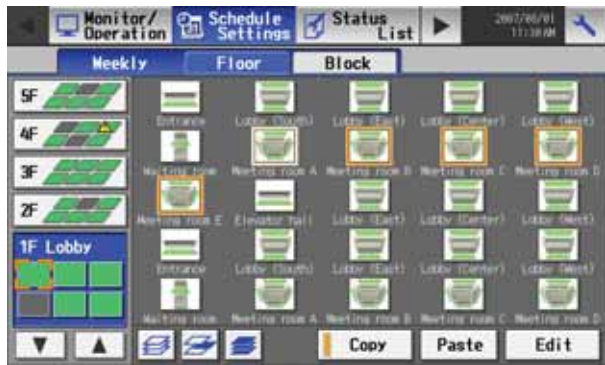 Monitor/ Operation
Schedule Settings
Status List
2007/06/01
11:30AM
Weekly Floor Block
5F
4F
3F
2F
1F Lobby
Entrance Lobby (South) Lobby (East) Lobby (Center) Lobby (West)
Waiting room Meeting room A Meeting room B Meeting room C Meeting room D
Meeting room E Elevator hall Lobby (East) Lobby (Center) Lobby (West)
Entrance Lobby (South) Lobby (East) Lobby (Center) Lobby (West)
Waiting room Meeting room A Meeting room B Meeting room C Meeting room D
Copy Paste Edit